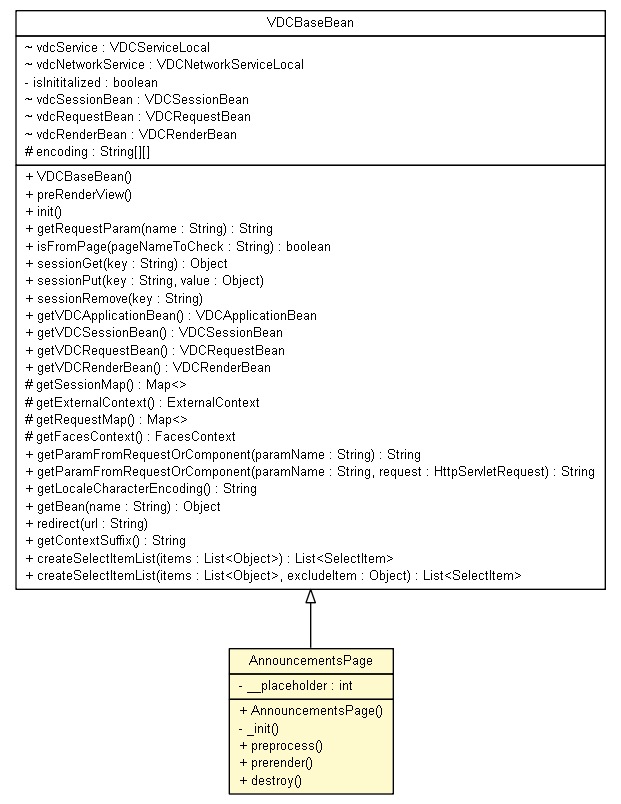 VDCBaseBean
~ vdcService : VDCServiceLocal
~ vdcNetworkService : VDCNetworkServiceLocal
- isInititalized : boolean
~ vdcSessionBean : VDCSessionBean
~ vdcRequestBean : VDCRequestBean
~ vdcRenderBean : VDCRenderBean
# encoding : String[][]
+ VDCBaseBean()
+ preRenderView()
+ init()
+ getRequestParam(name : String) : String
+ isFromPage(pageNameToCheck : String) : boolean
+ sessionGet(key : String) : Object
+ sessionPut(key : String, value : Object)
+ sessionRemove(key : String)
+ getVDCApplicationBean() : VDCApplicationBean
+ getVDCSessionBean() : VDCSessionBean
+ getVDCRequestBean() : VDCRequestBean
+ getVDCRenderBean() : VDCRenderBean
# getSessionMap() : Map<>
# getExternalContext() : ExternalContext
# getRequestMap() : Map<>
# getFacesContext() : FacesContext
+ getParamFromRequestOrComponent(paramName : String) : String
+ getParamFromRequestOrComponent(paramName : String, request : HttpServletRequest) : String
+ getLocaleCharacterEncoding() : String
+ getBean(name : String) : Object
+ redirect(url : String)
+ getContextSuffix() : String
+ createSelectItemList(items : List<Object>) : List<SelectItem>
+ createSelectItemList(items : List<Object>, excludeItem : Object) : List<SelectItem>
AnnouncementsPage
- __placeholder : int
+ AnnouncementsPage()
- _init()
+ preprocess()
+ prerender()
+ destroy()